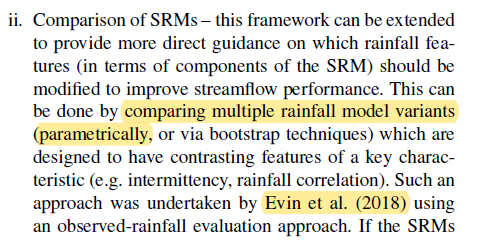 ii. Comparison of SRMs – this framework can be extended
to provide more direct guidance on which rainfall fea-
tures (in terms of components of the SRM) should be
modified to improve streamflow performance. This can
be done by comparing multiple rainfall model variants
(parametrically, or via bootstrap techniques) which are
designed to have contrasting features of a key charac-
teristic (e.g. intermittency, rainfall correlation). Such an
approach was undertaken by Evin et al. (2018) using
an observed-rainfall evaluation approach. If the SRMs